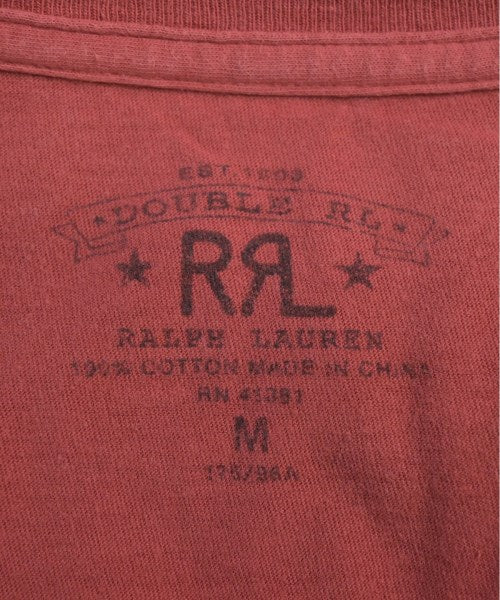 EST. 1993
DOUBLE RL
RRL
RALPH LAUREN
100% COTTON MADE IN CHINA
RN 41381
M
175/96A